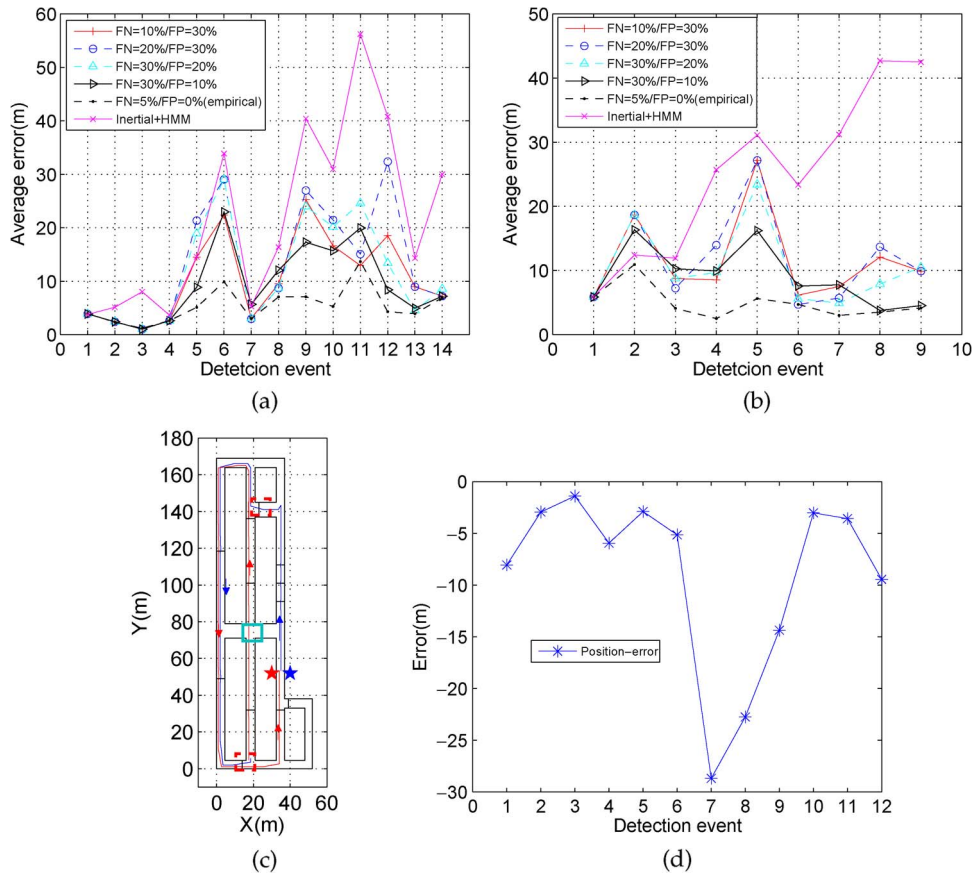 60
50
40
30
20
10
0
Average error(m)
FN=10%/FP=30%
FN=20%/FP=30%
FN=30%/FP=20%
FN=30%/FP=10%
FN=5%/FP=0%(empirical)
Inertial+HMM
0 1 2 3 4 5 6 7 8 9 10 11 12 13 14
Detetcion event
(a)
50
40
30
20
10
0
Average error(m)
FN=10%/FP=30%
FN=20%/FP=30%
FN=30%/FP=20%
FN=30%/FP=10%
FN=5%/FP=0%(empirical)
Inertial+HMM
0 1 2 3 4 5 6 7 8 9 10
Detetcion event
(b)
180
160
140
120
100
80
60
40
20
0
Y(m)
0 20 40 60
X(m)
(c)
0
−5
−10
−15
−20
−25
−30
Error(m)
Position−error
0 1 2 3 4 5 6 7 8 9 10 11 12
Detection event
(d)